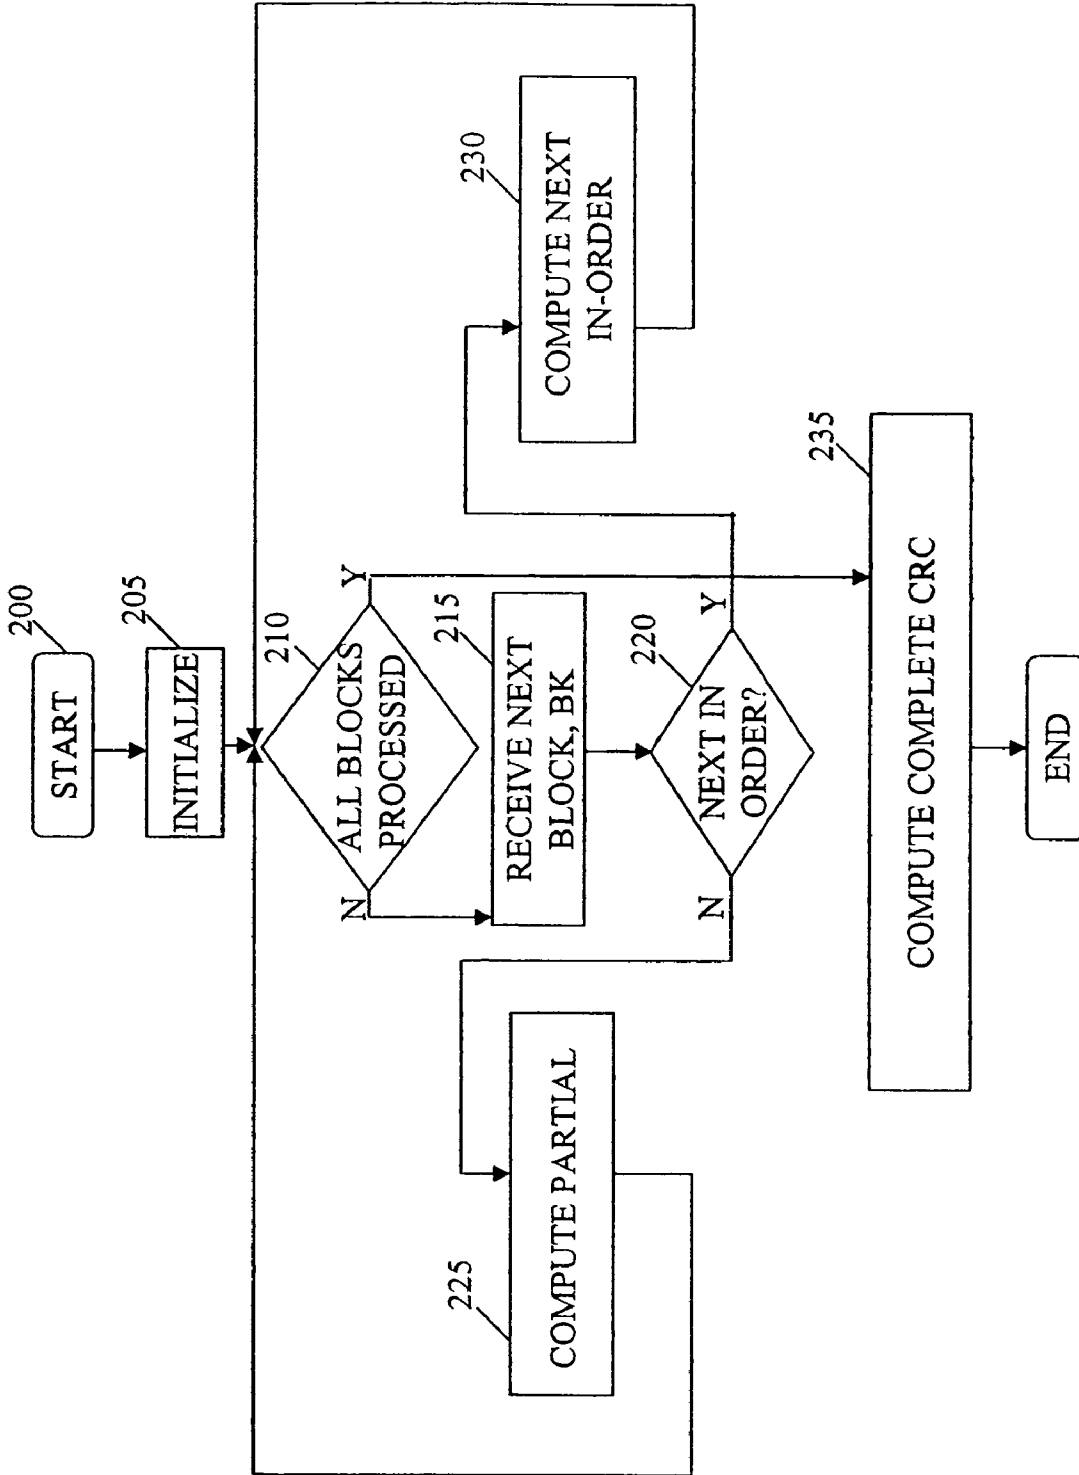 START
200
INITIALIZE
205
ALL BLOCKS
PROCESSED
210
N
Y
RECEIVE NEXT
BLOCK, BK
215
NEXT IN
ORDER?
220
N
Y
COMPUTE PARTIAL
225
COMPUTE NEXT
IN-ORDER
230
COMPUTE COMPLETE CRC
235
END